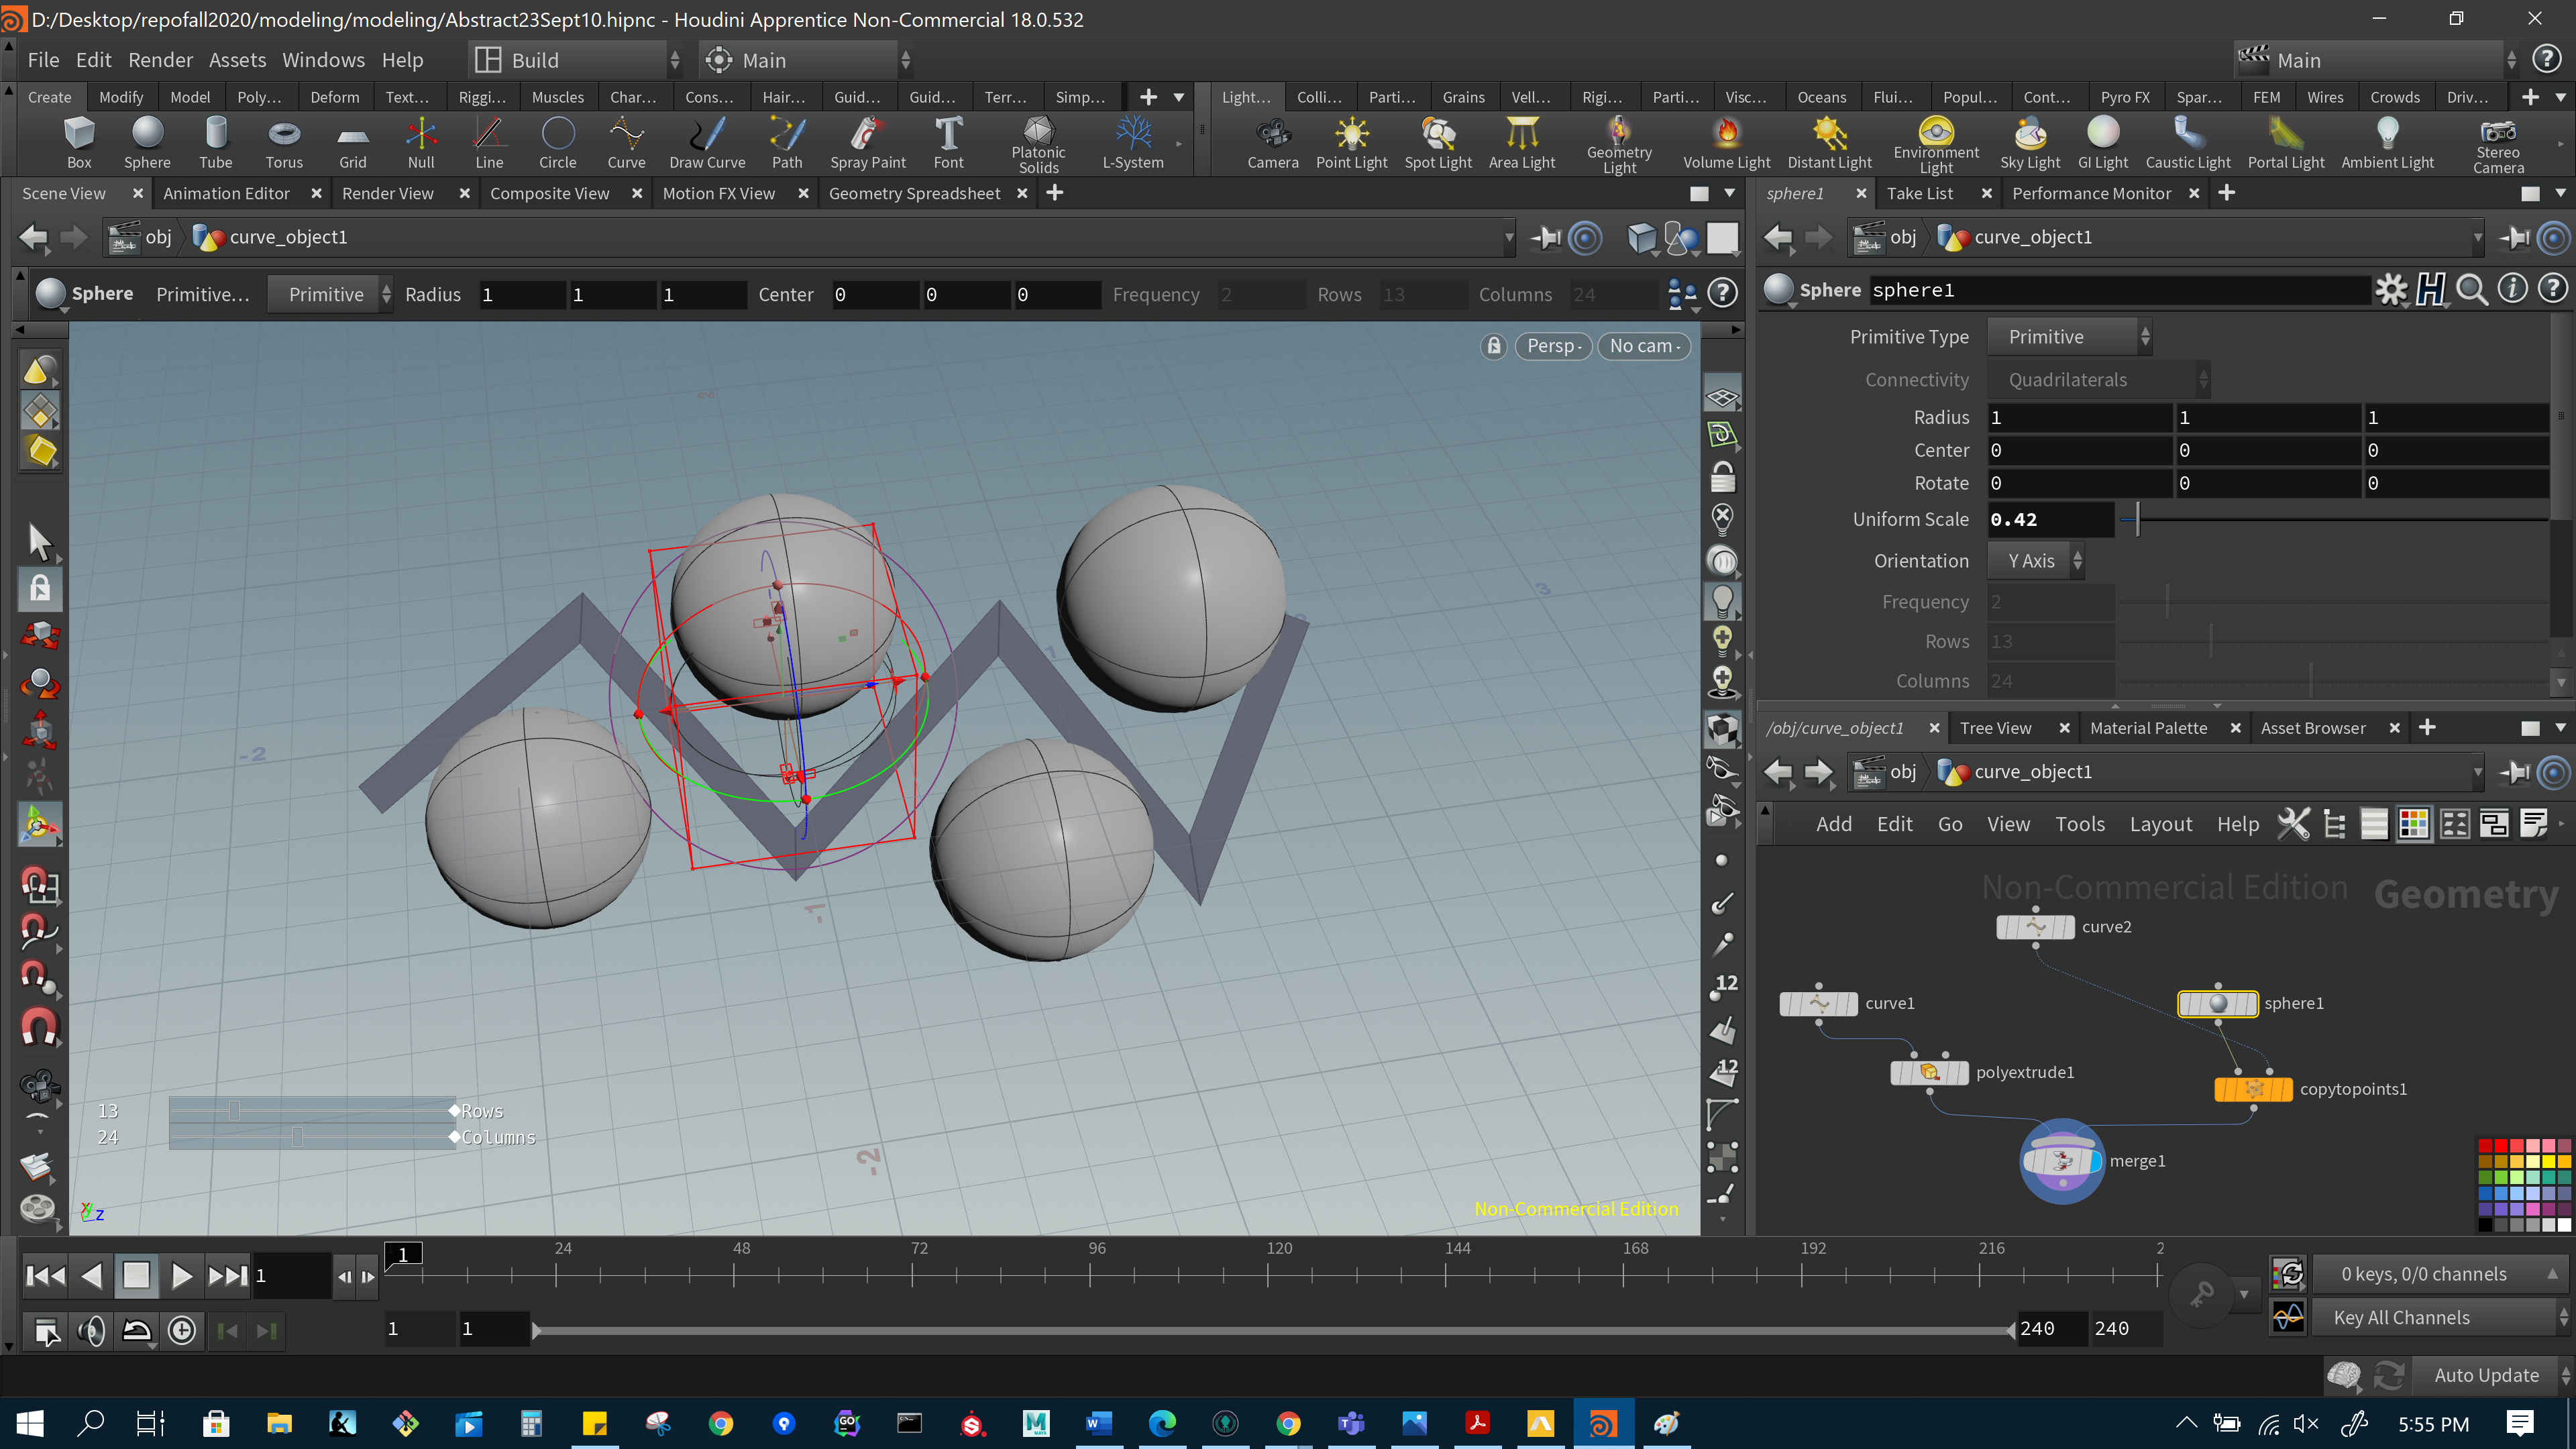 D:/Desktop/repofall2020/modeling/modeling/Abstract23Sept10.hipnc - Houdini Apprentice Non-Commercial 18.0.532
File Edit Render Assets Windows Help Build Main Main
Create Modify Model Poly... Deform Text... Riggi... Muscles Char... Cons... Hair... Guid... Guid... Terr... Simp... Light... Colli... Parti... Grains Vell... Rigi... Parti... Visc... Oceans Flui... Popul... Cont... Pyro FX Spar... FEM Wires Crowds Driv...
Box Sphere Tube Torus Grid Null Line Circle Curve Draw Curve Path Spray Paint Font Platonic Solids L-System Camera Point Light Spot Light Area Light Geometry Light Volume Light Distant Light Environment Light Sky Light GI Light Caustic Light Portal Light Ambient Light Stereo Camera
Scene View Animation Editor Render View Composite View Motion FX View Geometry Spreadsheet
obj curve_object1
Sphere Primitive... Primitive Radius 1 1 1 Center 0 0 0 Frequency 2 Rows 13 Columns 24
Persp No cam
2
3
1
-2
-1
-2
13 Rows
24 Columns
x y z
Non-Commercial Edition
12
12
sphere1 Take List Performance Monitor
obj curve_object1
Sphere sphere1
Primitive Type Primitive
Connectivity Quadrilaterals
Radius 1 1 1
Center 0 0 0
Rotate 0 0 0
Uniform Scale 0.42
Orientation Y Axis
Frequency 2
Rows 13
Columns 24
/obj/curve_object1 Tree View Material Palette Asset Browser
obj curve_object1
Add Edit Go View Tools Layout Help
Non-Commercial Edition Geometry
curve2
curve1 sphere1
polyextrude1 copytopoints1
merge1
1 1 24 48 72 96 120 144 168 192 216 2
0 keys, 0/0 channels
1 1 240 240 Key All Channels
Auto Update
5:55 PM